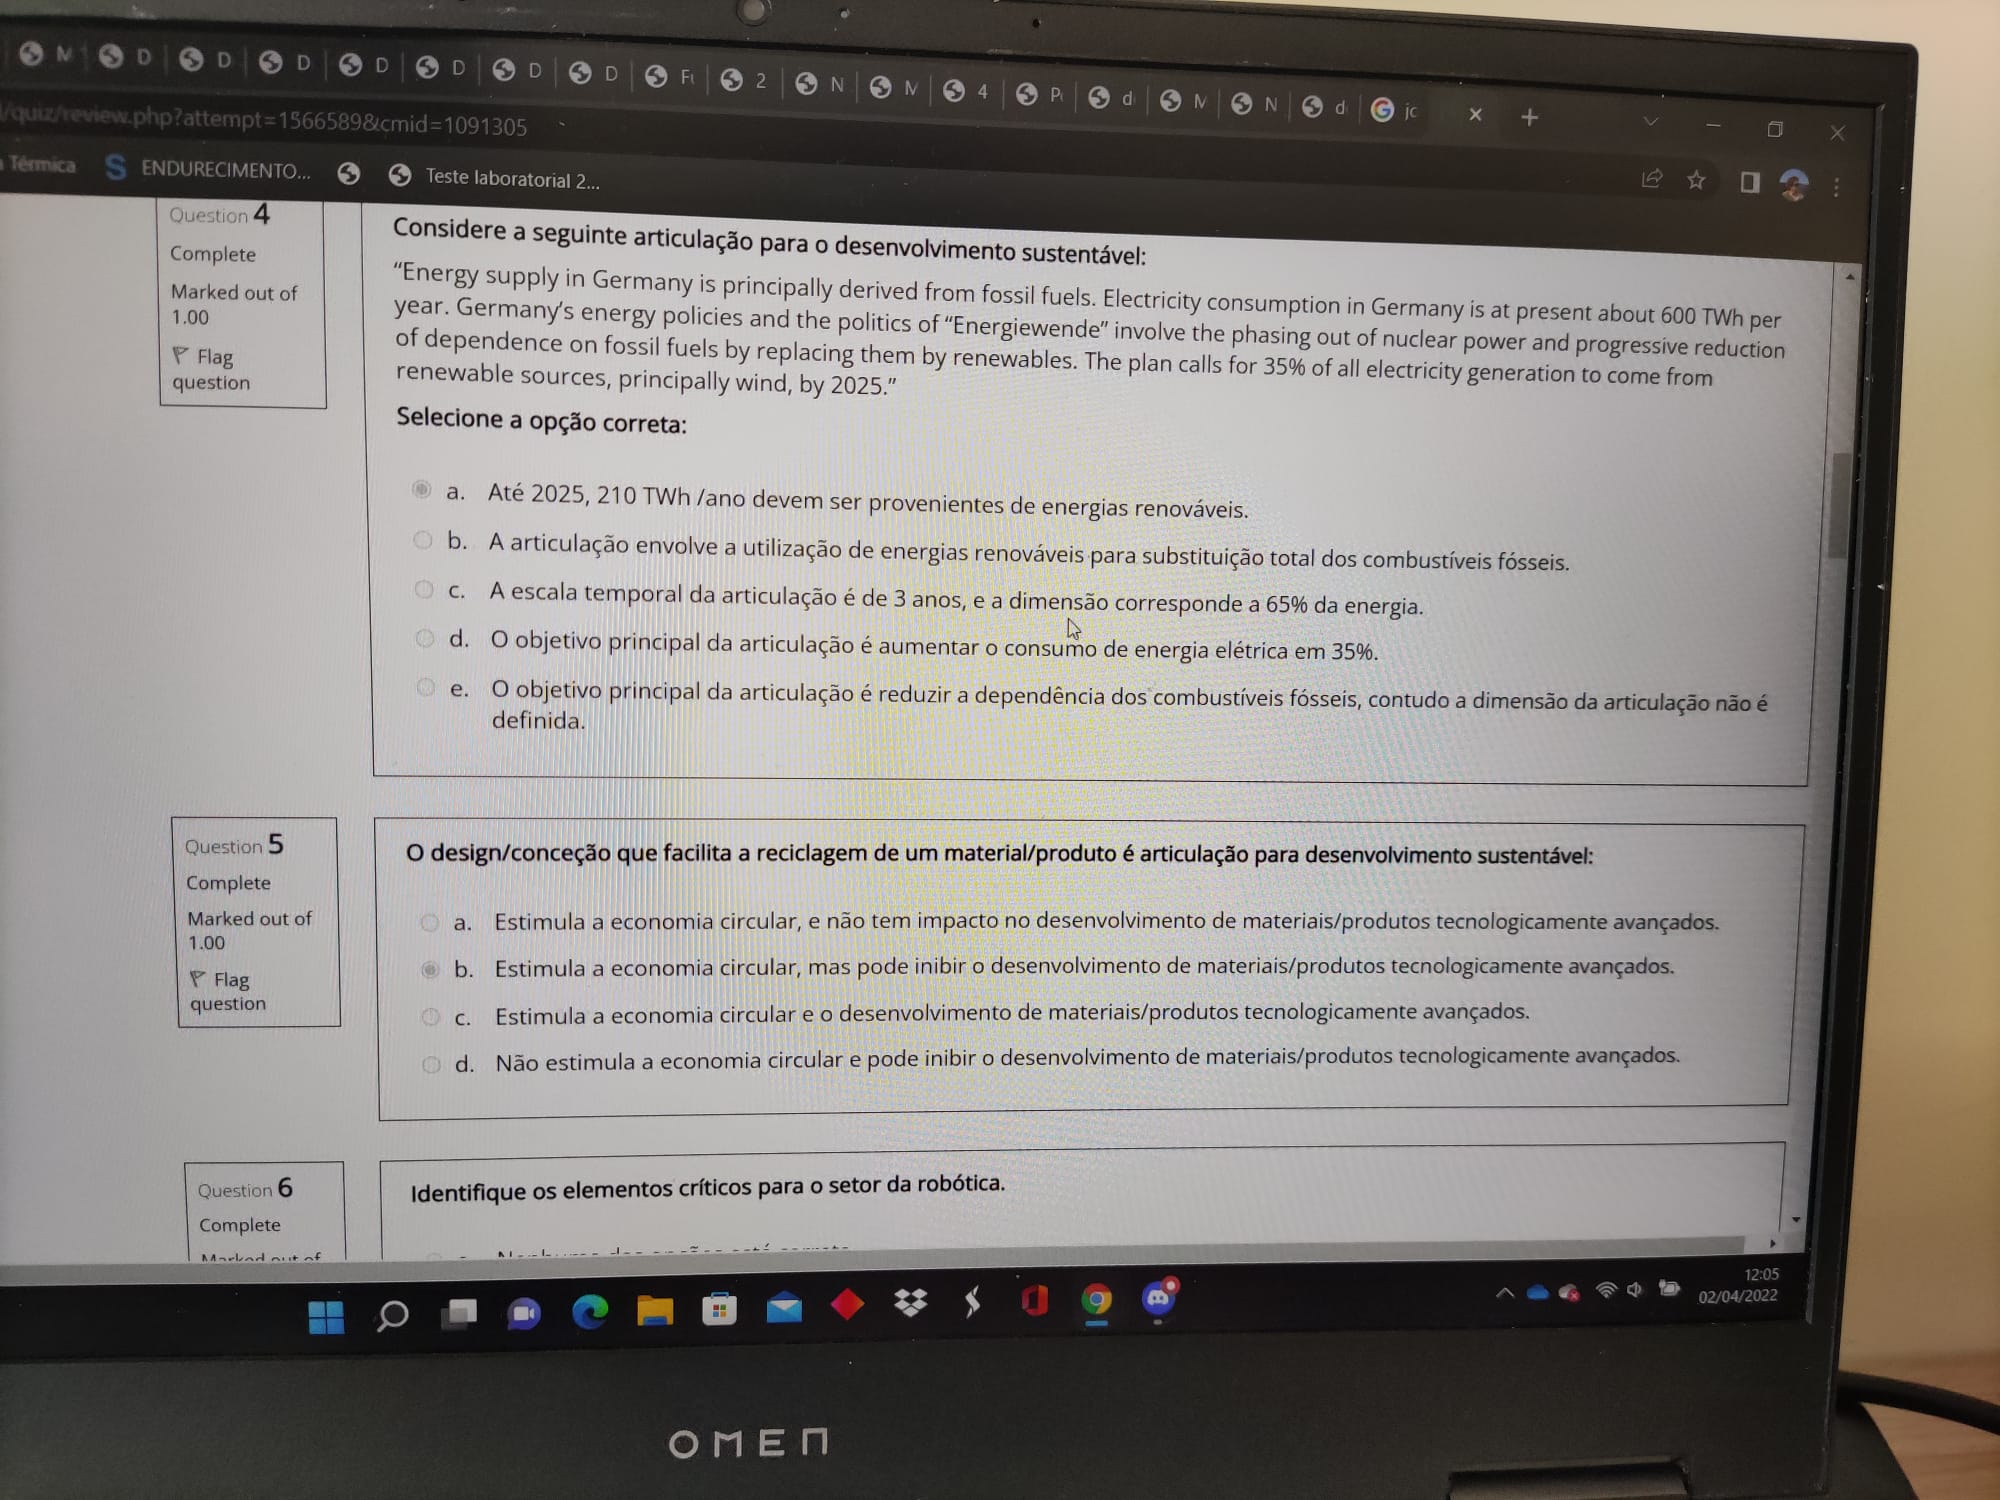 M D D D D D D D 2 N M 4 P d M N d jc
/quiz/review.php?attempt=1566589&cmid=1091305
Térmica ENDURECIMENTO... Teste laboratorial 2...
Question 4
Complete
Marked out of
1.00
Flag
question
Considere a seguinte articulação para o desenvolvimento sustentável:
“Energy supply in Germany is principally derived from fossil fuels. Electricity consumption in Germany is at present about 600 TWh per
year. Germany’s energy policies and the politics of “Energiewende” involve the phasing out of nuclear power and progressive reduction
of dependence on fossil fuels by replacing them by renewables. The plan calls for 35% of all electricity generation to come from
renewable sources, principally wind, by 2025.”
Selecione a opção correta:
a. Até 2025, 210 TWh /ano devem ser provenientes de energias renováveis.
b. A articulação envolve a utilização de energias renováveis para substituição total dos combustíveis fósseis.
c. A escala temporal da articulação é de 3 anos, e a dimensão corresponde a 65% da energia.
d. O objetivo principal da articulação é aumentar o consumo de energia elétrica em 35%.
e. O objetivo principal da articulação é reduzir a dependência dos combustíveis fósseis, contudo a dimensão da articulação não é
definida.
Question 5
Complete
Marked out of
1.00
Flag
question
O design/conceção que facilita a reciclagem de um material/produto é articulação para desenvolvimento sustentável:
a. Estimula a economia circular, e não tem impacto no desenvolvimento de materiais/produtos tecnologicamente avançados.
b. Estimula a economia circular, mas pode inibir o desenvolvimento de materiais/produtos tecnologicamente avançados.
c. Estimula a economia circular e o desenvolvimento de materiais/produtos tecnologicamente avançados.
d. Não estimula a economia circular e pode inibir o desenvolvimento de materiais/produtos tecnologicamente avançados.
Question 6
Complete
Marked out of
Identifique os elementos críticos para o setor da robótica.
12:05
02/04/2022
OMEN